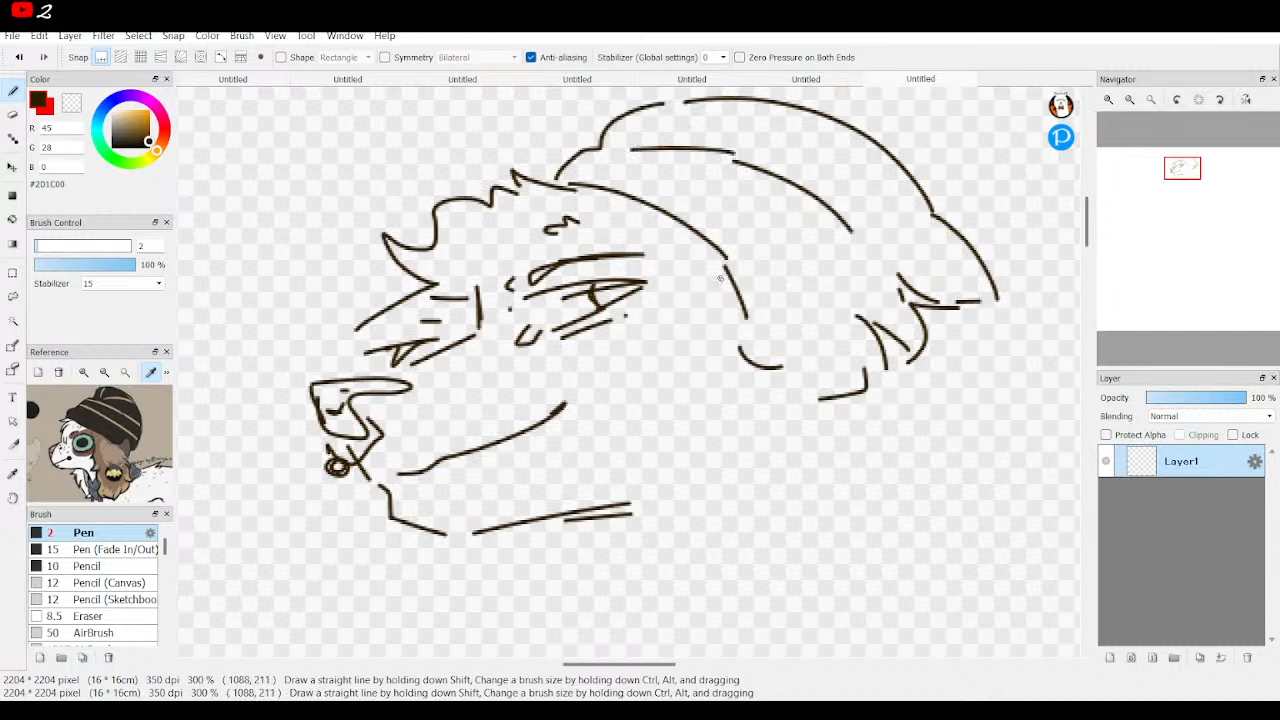 2
File Edit Layer Filter Select Snap Color Brush View Tool Window Help
Snap Shape Rectangle Symmetry Bilateral Anti-aliasing Stabilizer (Global settings) 0 Zero Pressure on Both Ends
Color
Untitled Untitled Untitled Untitled Untitled Untitled Untitled
Navigator
R 45
G 28
B 0
#2D1C00
Brush Control
2
100 %
Stabilizer 15
Reference
Brush
2 Pen
15 Pen (Fade In/Out)
10 Pencil
12 Pencil (Canvas)
12 Pencil (Sketchboo
8.5 Eraser
50 AirBrush
P
Layer
Opacity 100 %
Blending Normal
Protect Alpha Clipping Lock
Layer1
2204 * 2204 pixel (16 * 16cm) 350 dpi 300 % ( 1088, 211 ) Draw a straight line by holding down Shift, Change a brush size by holding down Ctrl, Alt, and dragging
2204 * 2204 pixel (16 * 16cm) 350 dpi 300 % ( 1088, 211 ) Draw a straight line by holding down Shift, Change a brush size by holding down Ctrl, Alt, and dragging